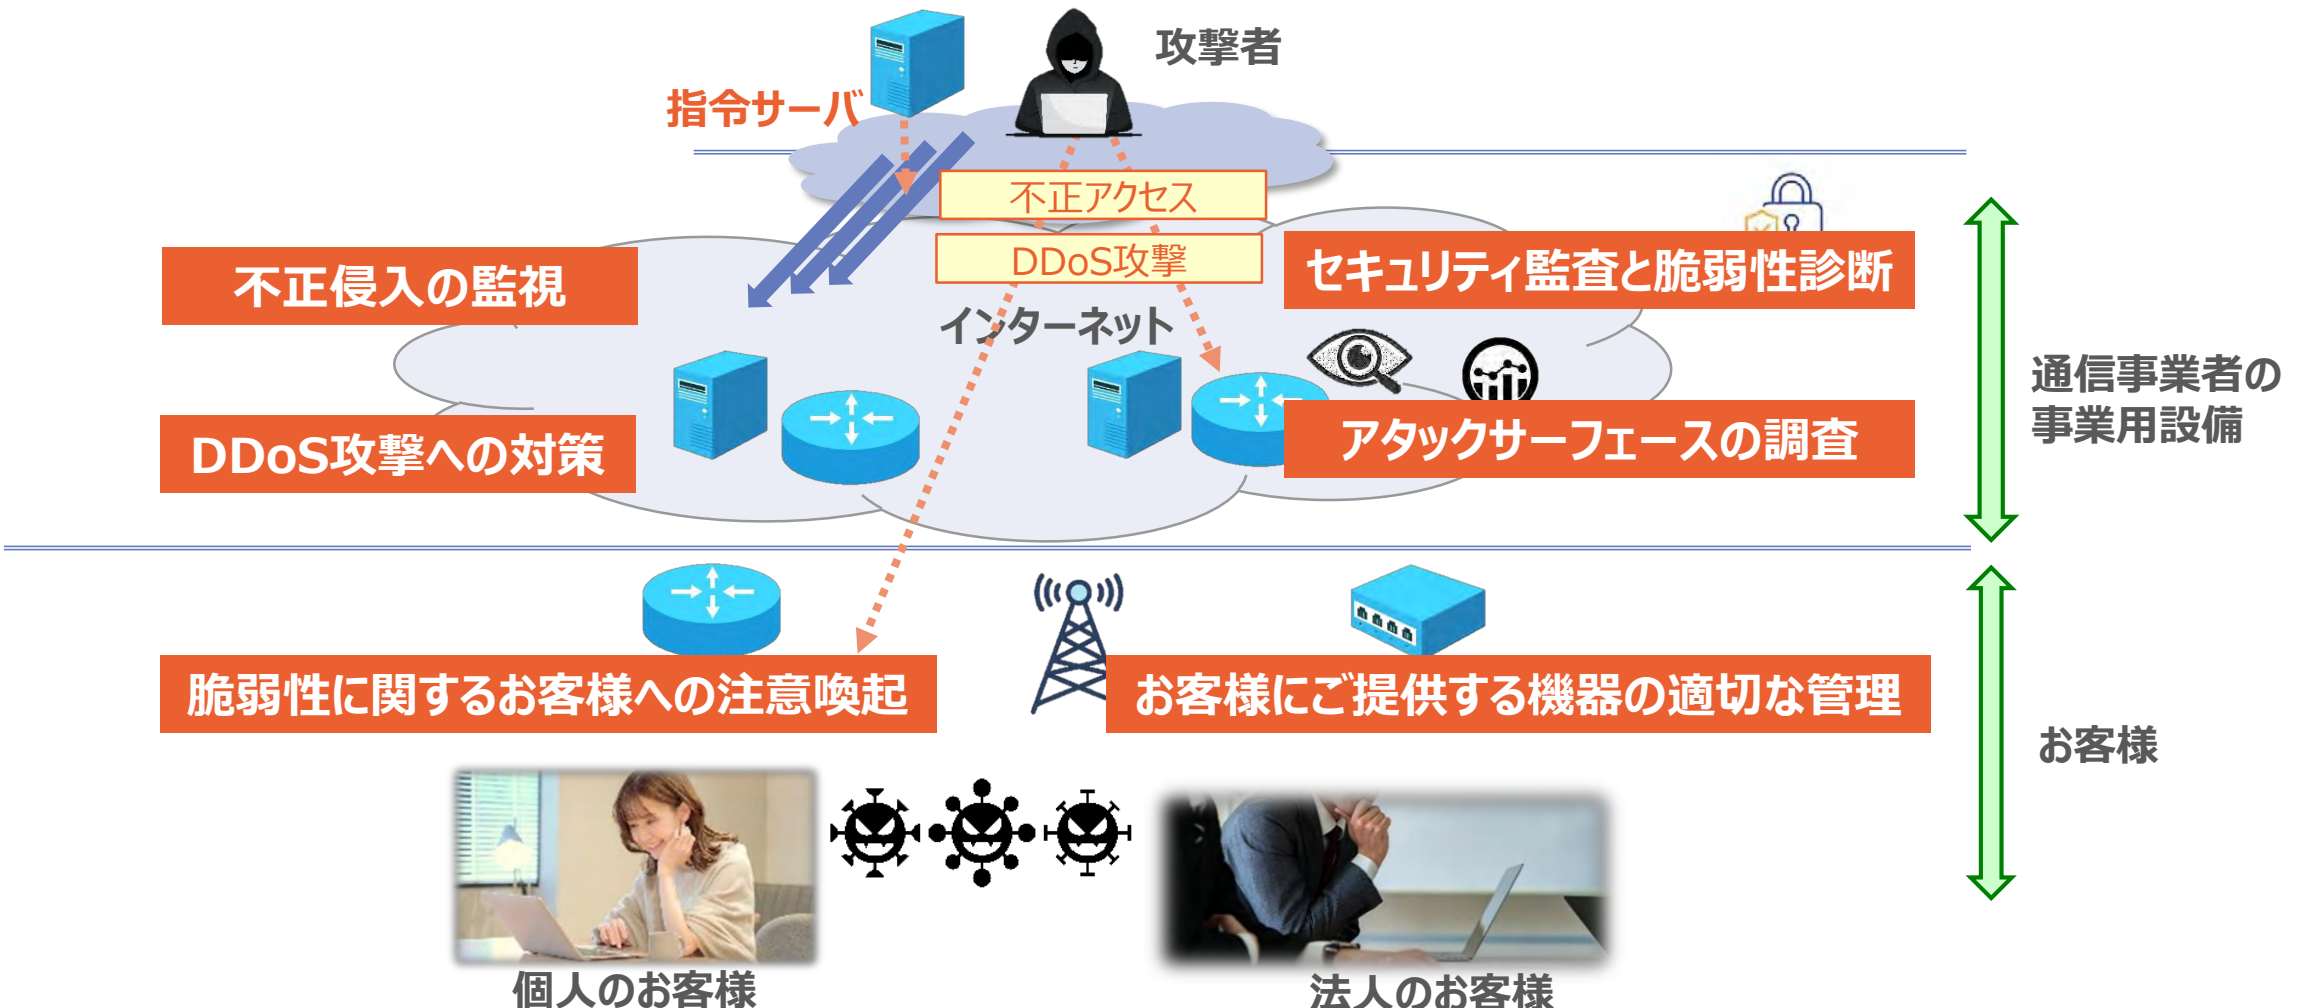 攻撃者
指令サーバ
不正アクセス
DDoS攻撃
不正侵入の監視
セキュリティ監査と脆弱性診断
インターネット
通信事業者の
事業用設備
DDoS攻撃への対策
アタックサーフェースの調査
脆弱性に関するお客様への注意喚起
お客様にご提供する機器の適切な管理
お客様
個人のお客様
法人のお客様